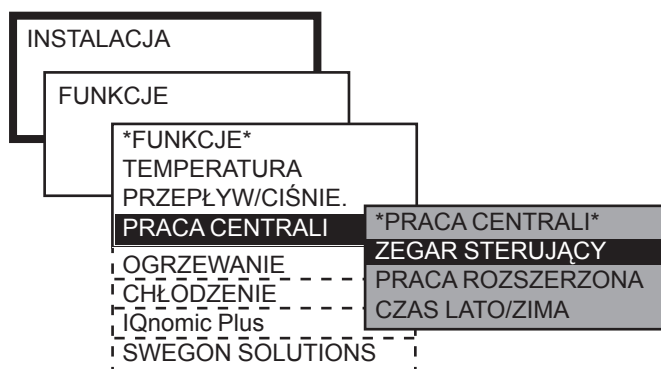 INSTALACJA
FUNKCJE
*FUNKCJE*
TEMPERATURA
PRZEPŁYW/CIŚNIE.
PRACA CENTRALI
OGRZEWANIE
CHŁODZENIE
IQnomic Plus
SWEGON SOLUTIONS
*PRACA CENTRALI*
ZEGAR STERUJĄCY
PRACA ROZSZERZONA
CZAS LATO/ZIMA